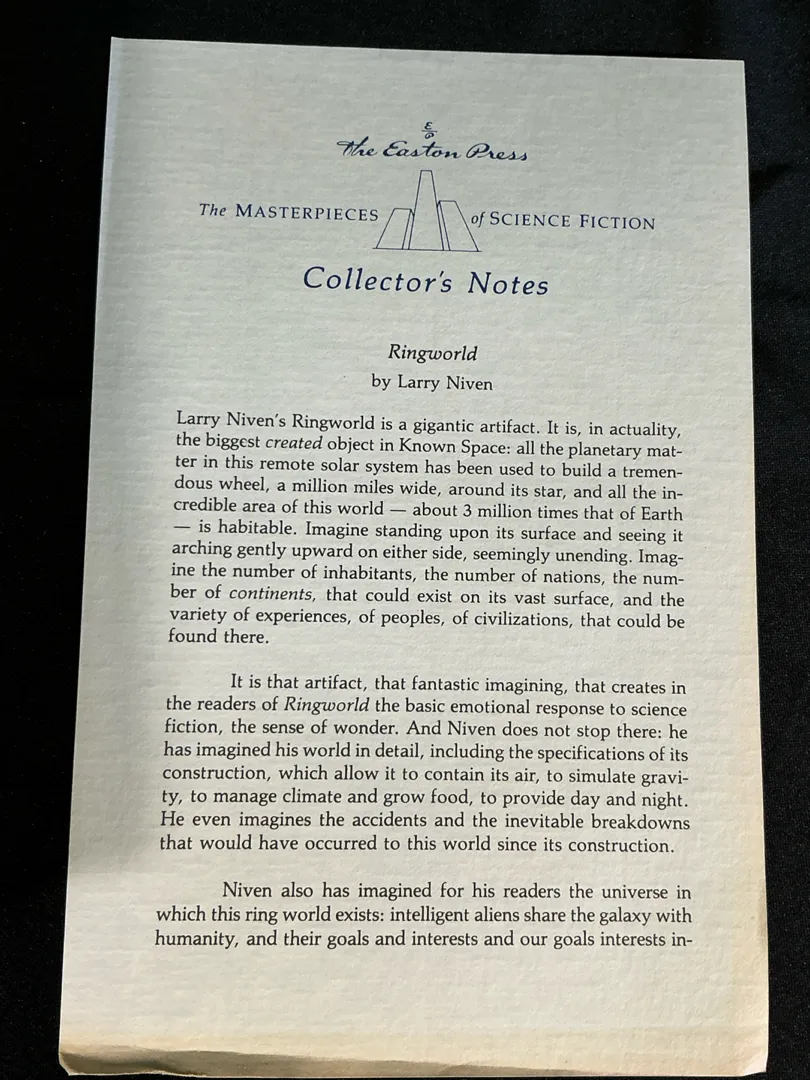 E
P
The Easton Press
The MASTERPIECES of SCIENCE FICTION
Collector's Notes
Ringworld
by Larry Niven
Larry Niven's Ringworld is a gigantic artifact. It is, in actuality,
the biggest created object in Known Space: all the planetary mat-
ter in this remote solar system has been used to build a tremen-
dous wheel, a million miles wide, around its star, and all the in-
credible area of this world — about 3 million times that of Earth
— is habitable. Imagine standing upon its surface and seeing it
arching gently upward on either side, seemingly unending. Imag-
ine the number of inhabitants, the number of nations, the num-
ber of continents, that could exist on its vast surface, and the
variety of experiences, of peoples, of civilizations, that could be
found there.
It is that artifact, that fantastic imagining, that creates in
the readers of Ringworld the basic emotional response to science
fiction, the sense of wonder. And Niven does not stop there: he
has imagined his world in detail, including the specifications of its
construction, which allow it to contain its air, to simulate gravi-
ty, to manage climate and grow food, to provide day and night.
He even imagines the accidents and the inevitable breakdowns
that would have occurred to this world since its construction.
Niven also has imagined for his readers the universe in
which this ring world exists: intelligent aliens share the galaxy with
humanity, and their goals and interests and our goals interests in-